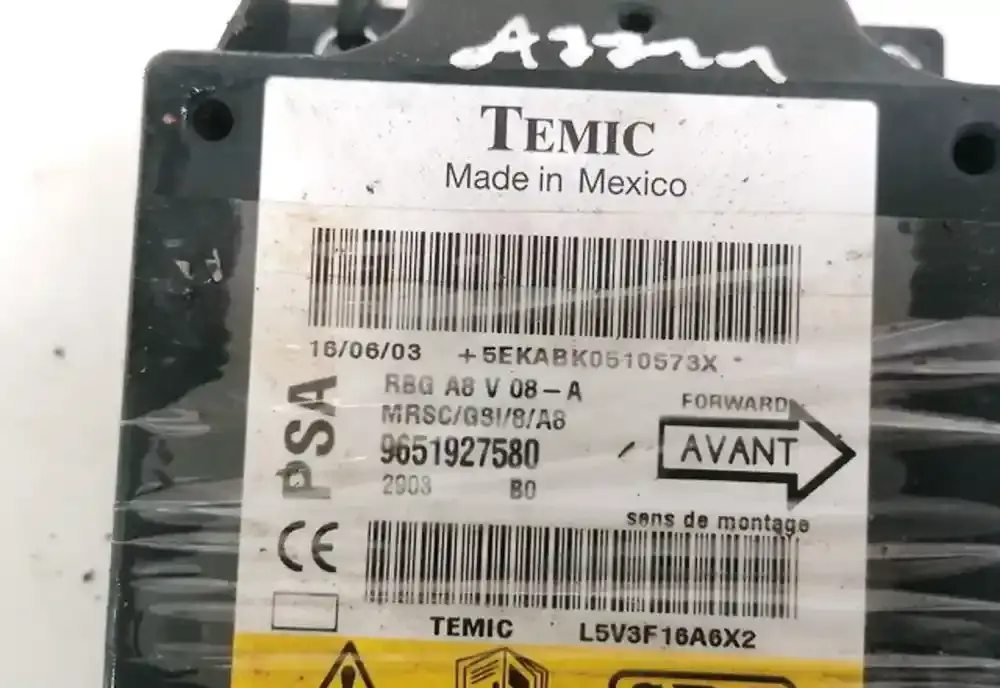 TEMIC
Made in Mexico
16/06/03 +5EKABK0510573X
RBG A8 V 08-A
MRSC/G3I/8/A8
9651927580
2903 B0
PSA
FORWARD
AVANT
sens de montage
CE
TEMIC L5V3F16A6X2